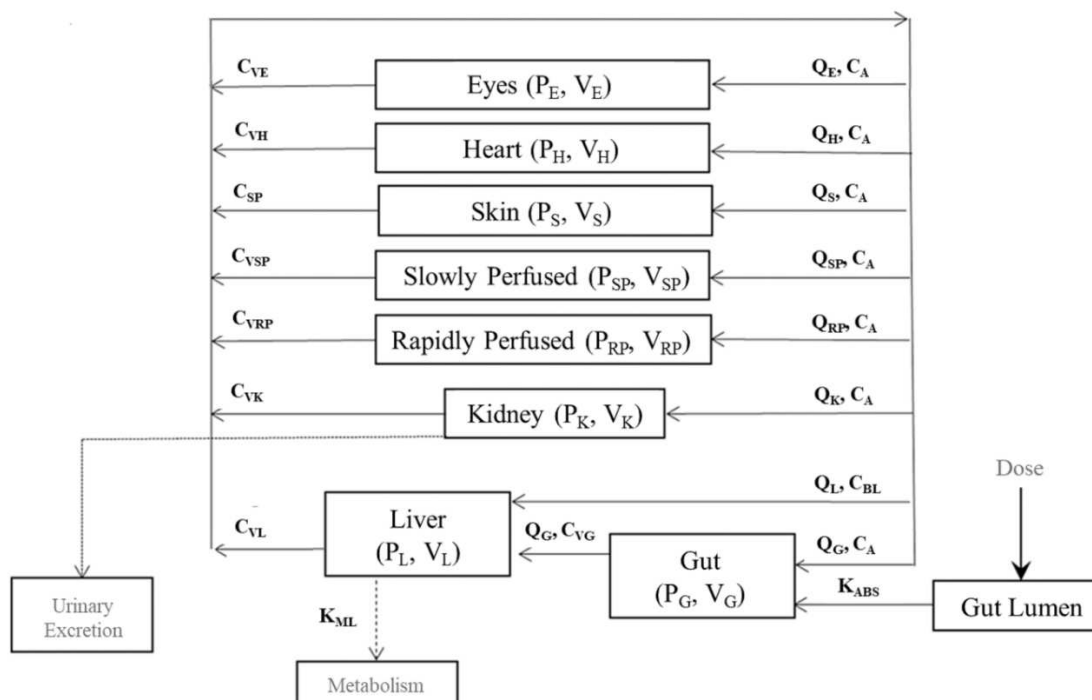 C_VE Eyes (P_E, V_E) Q_E, C_A
C_VH Heart (P_H, V_H) Q_H, C_A
C_SP Skin (P_S, V_S) Q_S, C_A
C_VSP Slowly Perfused (P_SP, V_SP) Q_SP, C_A
C_VRP Rapidly Perfused (P_RP, V_RP) Q_RP, C_A
C_VK Kidney (P_K, V_K) Q_K, C_A
Dose
Q_L, C_BL
C_VL Liver Q_G, C_VG Q_G, C_A
(P_L, V_L)
Gut
(P_G, V_G)
K_ABS
Gut Lumen
Urinary
Excretion
K_ML
Metabolism